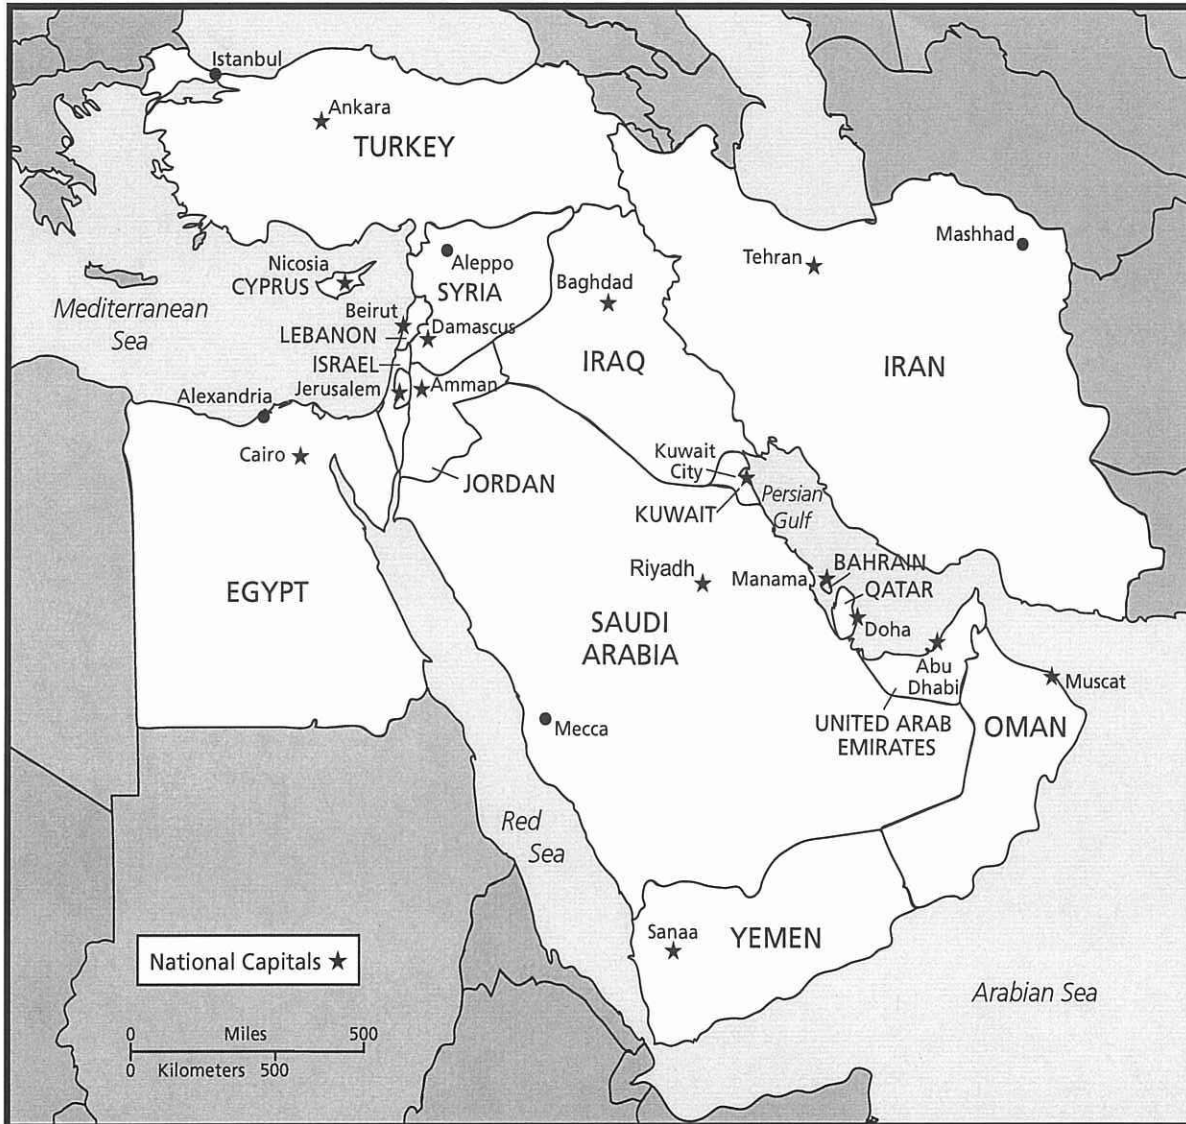 Istanbul
Ankara
TURKEY
Mashhad
Tehran
Nicosia
CYPRUS
Aleppo
SYRIA
Baghdad
Mediterranean
Sea
Beirut
LEBANON
Damascus
ISRAEL
IRAQ
IRAN
Jerusalem
Amman
Alexandria
Cairo
JORDAN
Kuwait
City
KUWAIT
Persian
Gulf
EGYPT
Riyadh
Manama
BAHRAIN
QATAR
SAUDI
ARABIA
Doha
Abu
Dhabi
Muscat
Mecca
UNITED ARAB
EMIRATES
OMAN
Red
Sea
Sanaa
YEMEN
National Capitals
Arabian Sea
0 Miles 500
0 Kilometers 500